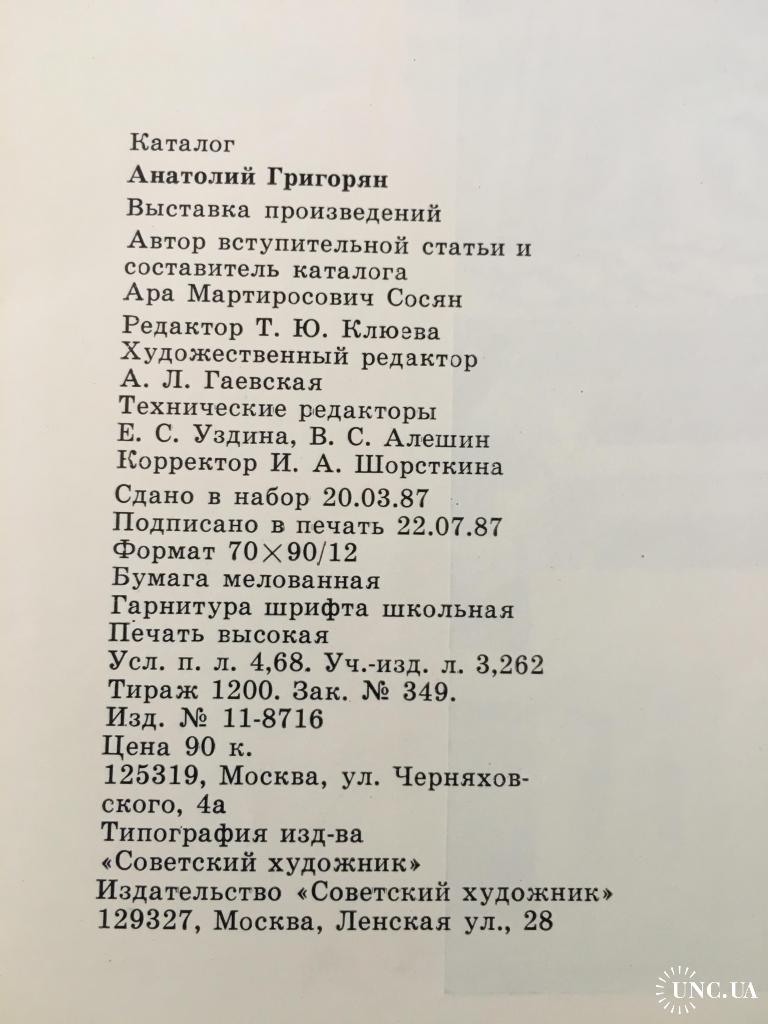 Каталог
Анатолий Григорян
Выставка произведений
Автор вступительной статьи и
составитель каталога
Ара Мартиросович Сосян
Редактор Т. Ю. Клюева
Художественный редактор
А. Л. Гаевская
Технические редакторы
Е. С. Уздина, В. С. Алешин
Корректор И. А. Шорсткина
Сдано в набор 20.03.87
Подписано в печать 22.07.87
Формат 70×90/12
Бумага мелованная
Гарнитура шрифта школьная
Печать высокая
Усл. п. л. 4,68. Уч.-изд. л. 3,262
Тираж 1200. Зак. № 349.
Изд. № 11-8716
Цена 90 к.
125319, Москва, ул. Черняхов-
ского, 4а
Типография изд-ва
«Советский художник»
Издательство «Советский художник»
129327, Москва, Ленская ул., 28
UNC.UA